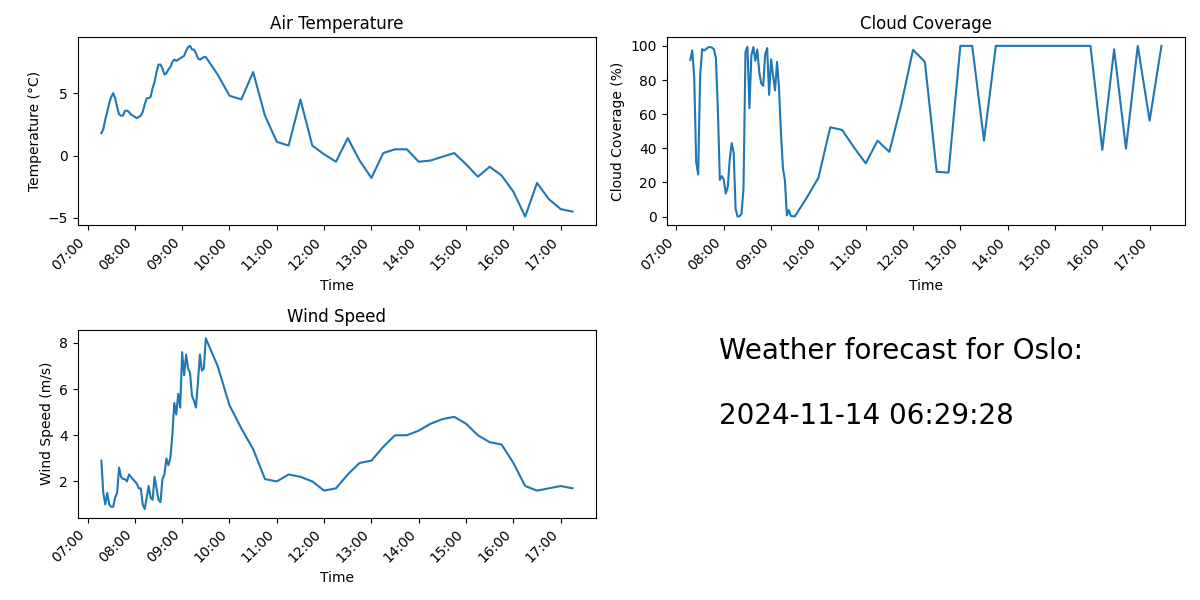 Air Temperature
Temperature (°C)
5
0
−5
07:00 08:00 09:00 10:00 11:00 12:00 13:00 14:00 15:00 16:00 17:00
Time
Cloud Coverage
Cloud Coverage (%)
100
80
60
40
20
0
07:00 08:00 09:00 10:00 11:00 12:00 13:00 14:00 15:00 16:00 17:00
Time
Wind Speed
Wind Speed (m/s)
8
6
4
2
07:00 08:00 09:00 10:00 11:00 12:00 13:00 14:00 15:00 16:00 17:00
Time
Weather forecast for Oslo:
2024-11-14 06:29:28